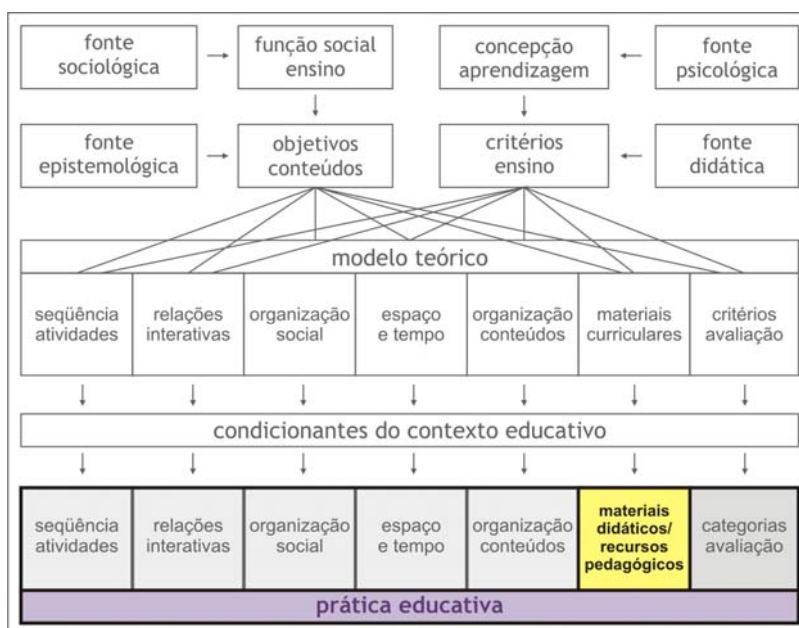 fonte
sociológica
função social
ensino
concepção
aprendizagem
fonte
psicológica
fonte
epistemológica
objetivos
conteúdos
critérios
ensino
fonte
didática
modelo teórico
seqüência
atividades
relações
interativas
organização
social
espaço
e tempo
organização
conteúdos
materiais
curriculares
critérios
avaliação
condicionantes do contexto educativo
seqüência
atividades
relações
interativas
organização
social
espaço
e tempo
organização
conteúdos
materiais
didáticos/
recursos
pedagógicos
categorias
avaliação
prática educativa